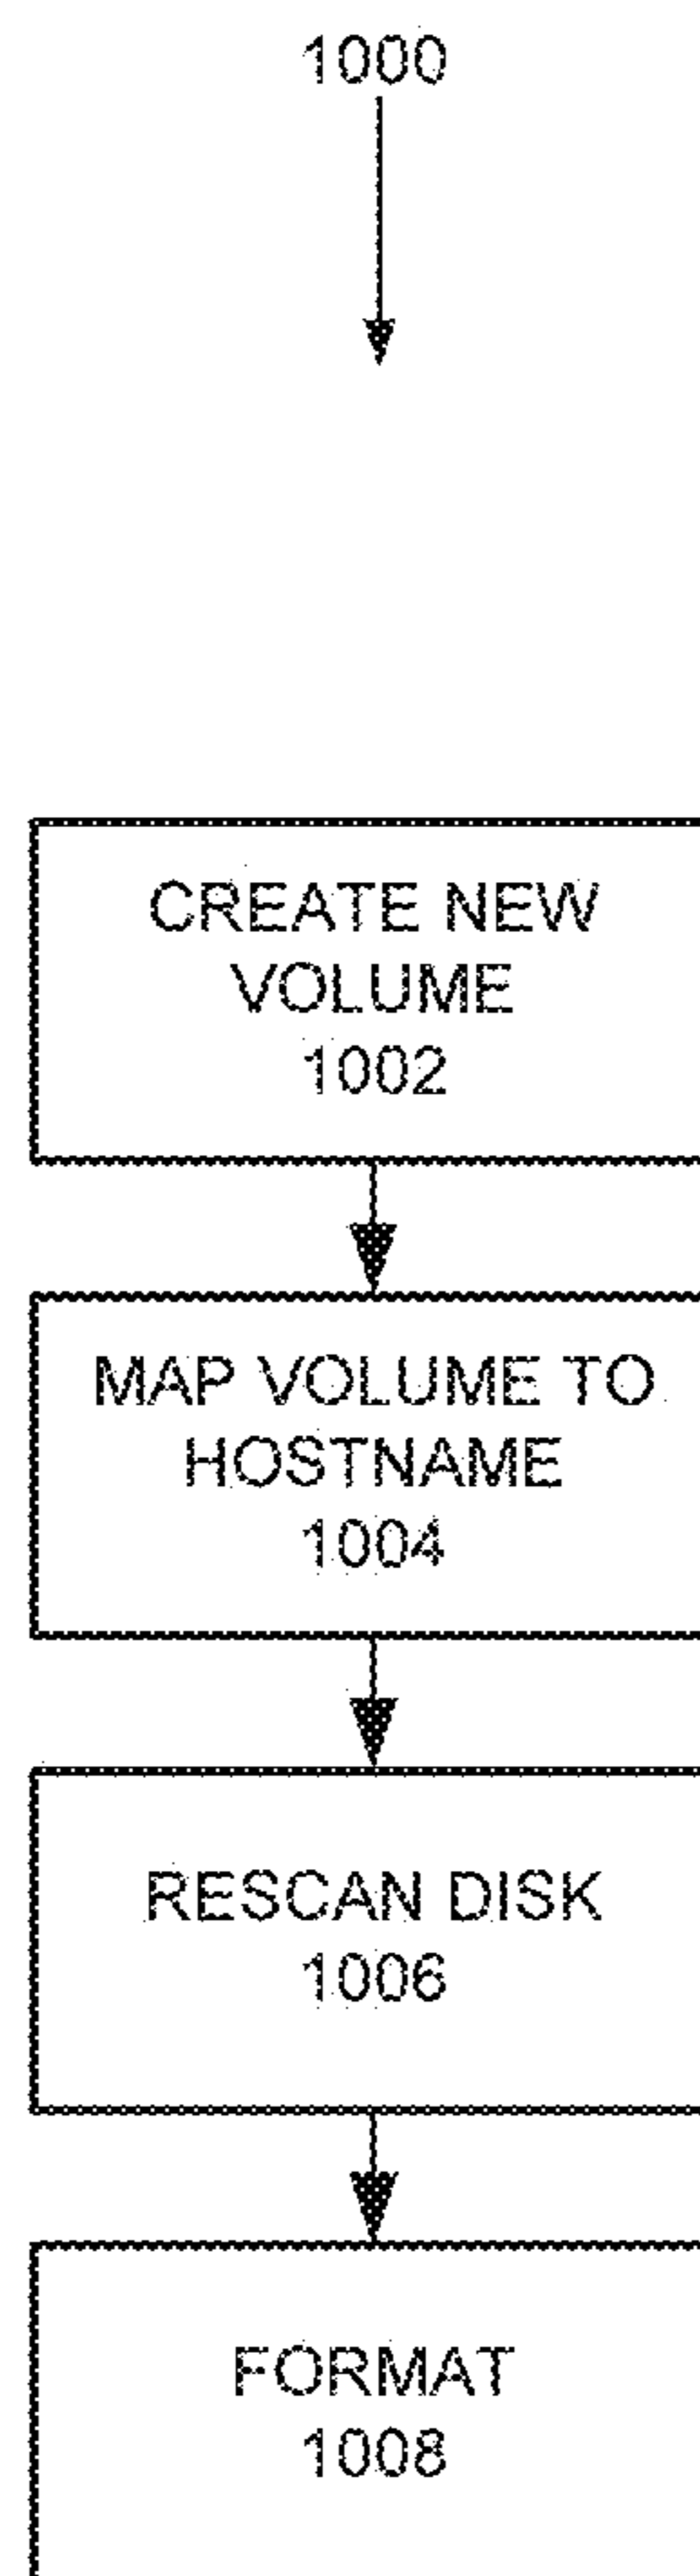 1000
CREATE NEW
VOLUME
1002
MAP VOLUME TO
HOSTNAME
1004
RESCAN DISK
1006
FORMAT
1008